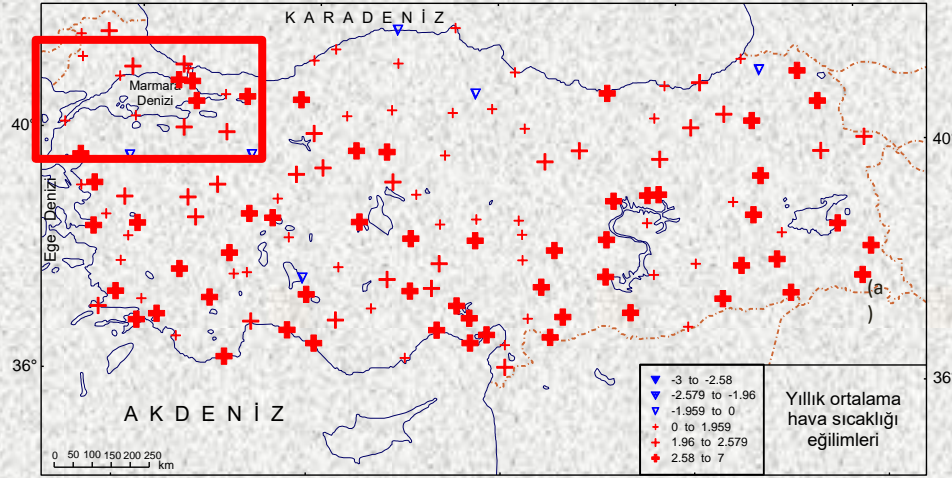 KARADENİZ
Marmara
Denizi
40°
40
Ege Denizi
(a
)
36°
36
AKDENİZ
0 50 100 150 200 250
km
-3 to -2.58
-2.579 to -1.96
-1.959 to 0
0 to 1.959
1.96 to 2.579
2.58 to 7
Yıllık ortalama
hava sıcaklığı
eğilimleri